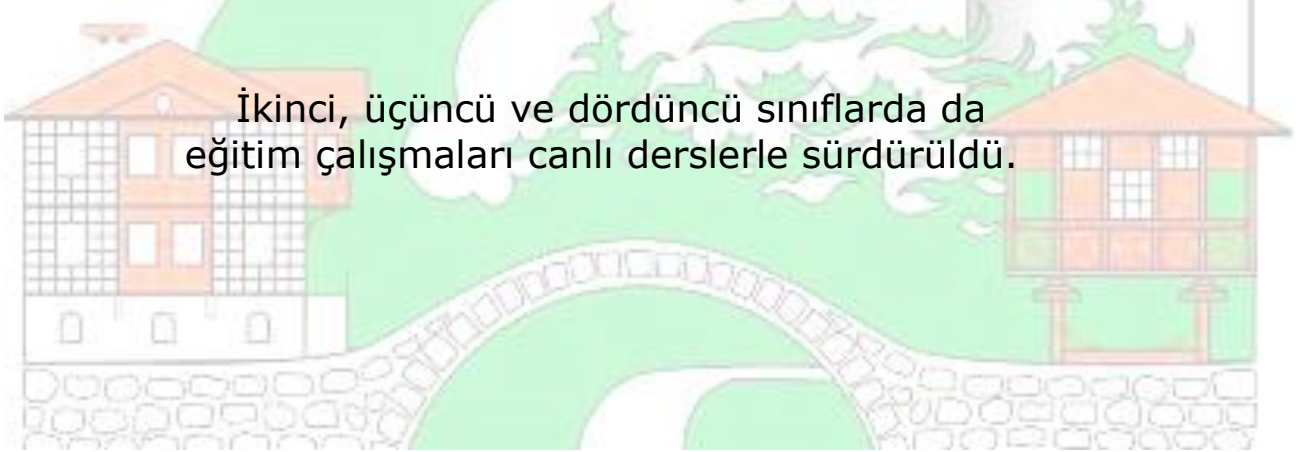 İkinci, üçüncü ve dördüncü sınıflarda da
eğitim çalışmaları canlı derslerle sürdürüldü.